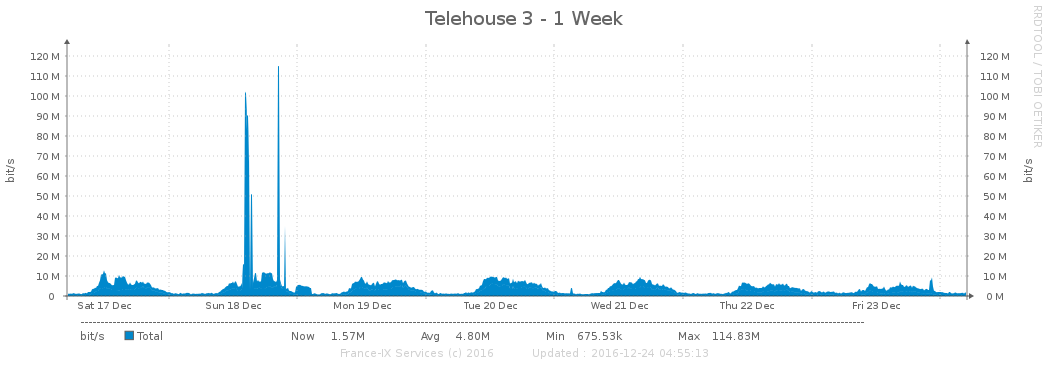 Telehouse 3 - 1 Week
RRDTOOL / TOBI OETIKER
bit/s
bit/s
120 M 120 M
110 M 110 M
100 M 100 M
90 M 90 M
80 M 80 M
70 M 70 M
60 M 60 M
50 M 50 M
40 M 40 M
30 M 30 M
20 M 20 M
10 M 10 M
0 0 M
Sat 17 Dec Sun 18 Dec Mon 19 Dec Tue 20 Dec Wed 21 Dec Thu 22 Dec Fri 23 Dec
bit/s Total Now 1.57M Avg 4.80M Min 675.53k Max 114.83M
France-IX Services (c) 2016 Updated : 2016-12-24 04:55:13